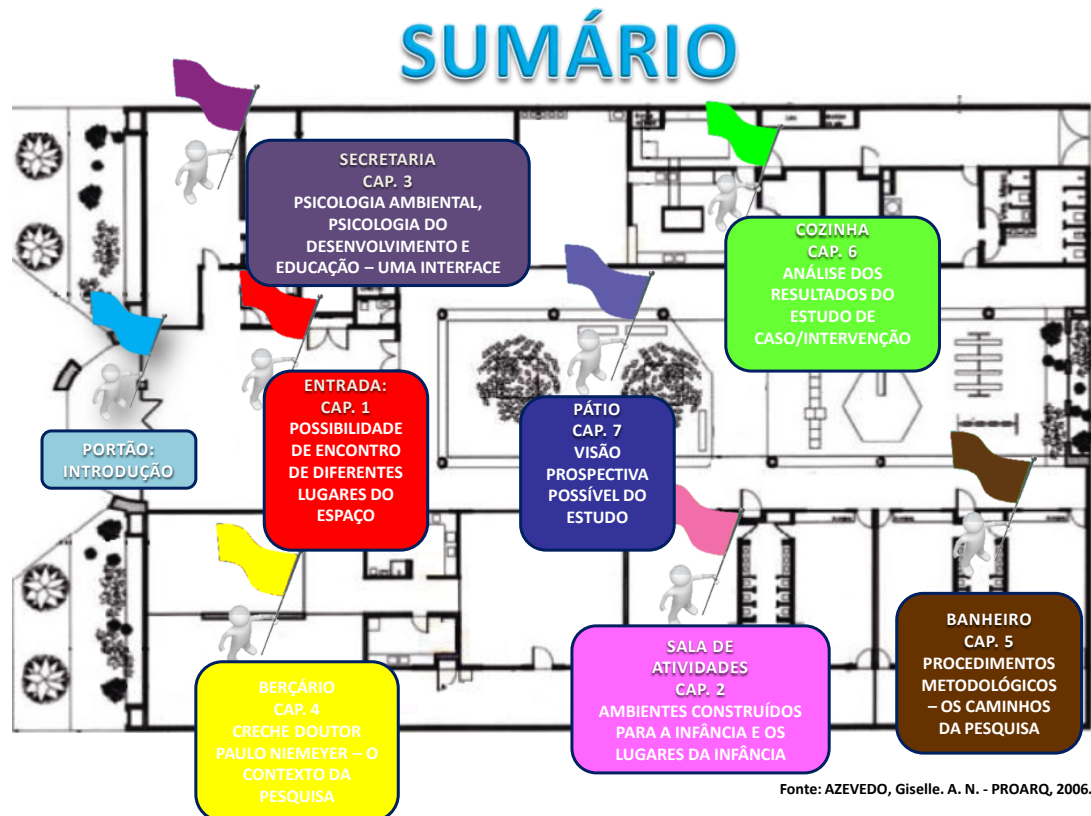 SUMÁRIO
SECRETARIA
CAP. 3
PSICOLOGIA AMBIENTAL,
PSICOLOGIA DO
DESENVOLVIMENTO E
EDUCAÇÃO – UMA INTERFACE
COZINHA
CAP. 6
ANÁLISE DOS
RESULTADOS DO
ESTUDO DE
CASO/INTERVENÇÃO
PORTÃO:
INTRODUÇÃO
ENTRADA:
CAP. 1
POSSIBILIDADE
DE ENCONTRO
DE DIFERENTES
LUGARES DO
ESPAÇO
PÁTIO
CAP. 7
VISÃO
PROSPECTIVA
POSSÍVEL DO
ESTUDO
BERÇÁRIO
CAP. 4
CRECHE DOUTOR
PAULO NIEMEYER – O
CONTEXTO DA
PESQUISA
SALA DE
ATIVIDADES
CAP. 2
AMBIENTES CONSTRUÍDOS
PARA A INFÂNCIA E OS
LUGARES DA INFÂNCIA
BANHEIRO
CAP. 5
PROCEDIMENTOS
METODOLÓGICOS
– OS CAMINHOS
DA PESQUISA
Fonte: AZEVEDO, Giselle. A. N. - PROARQ, 2006.